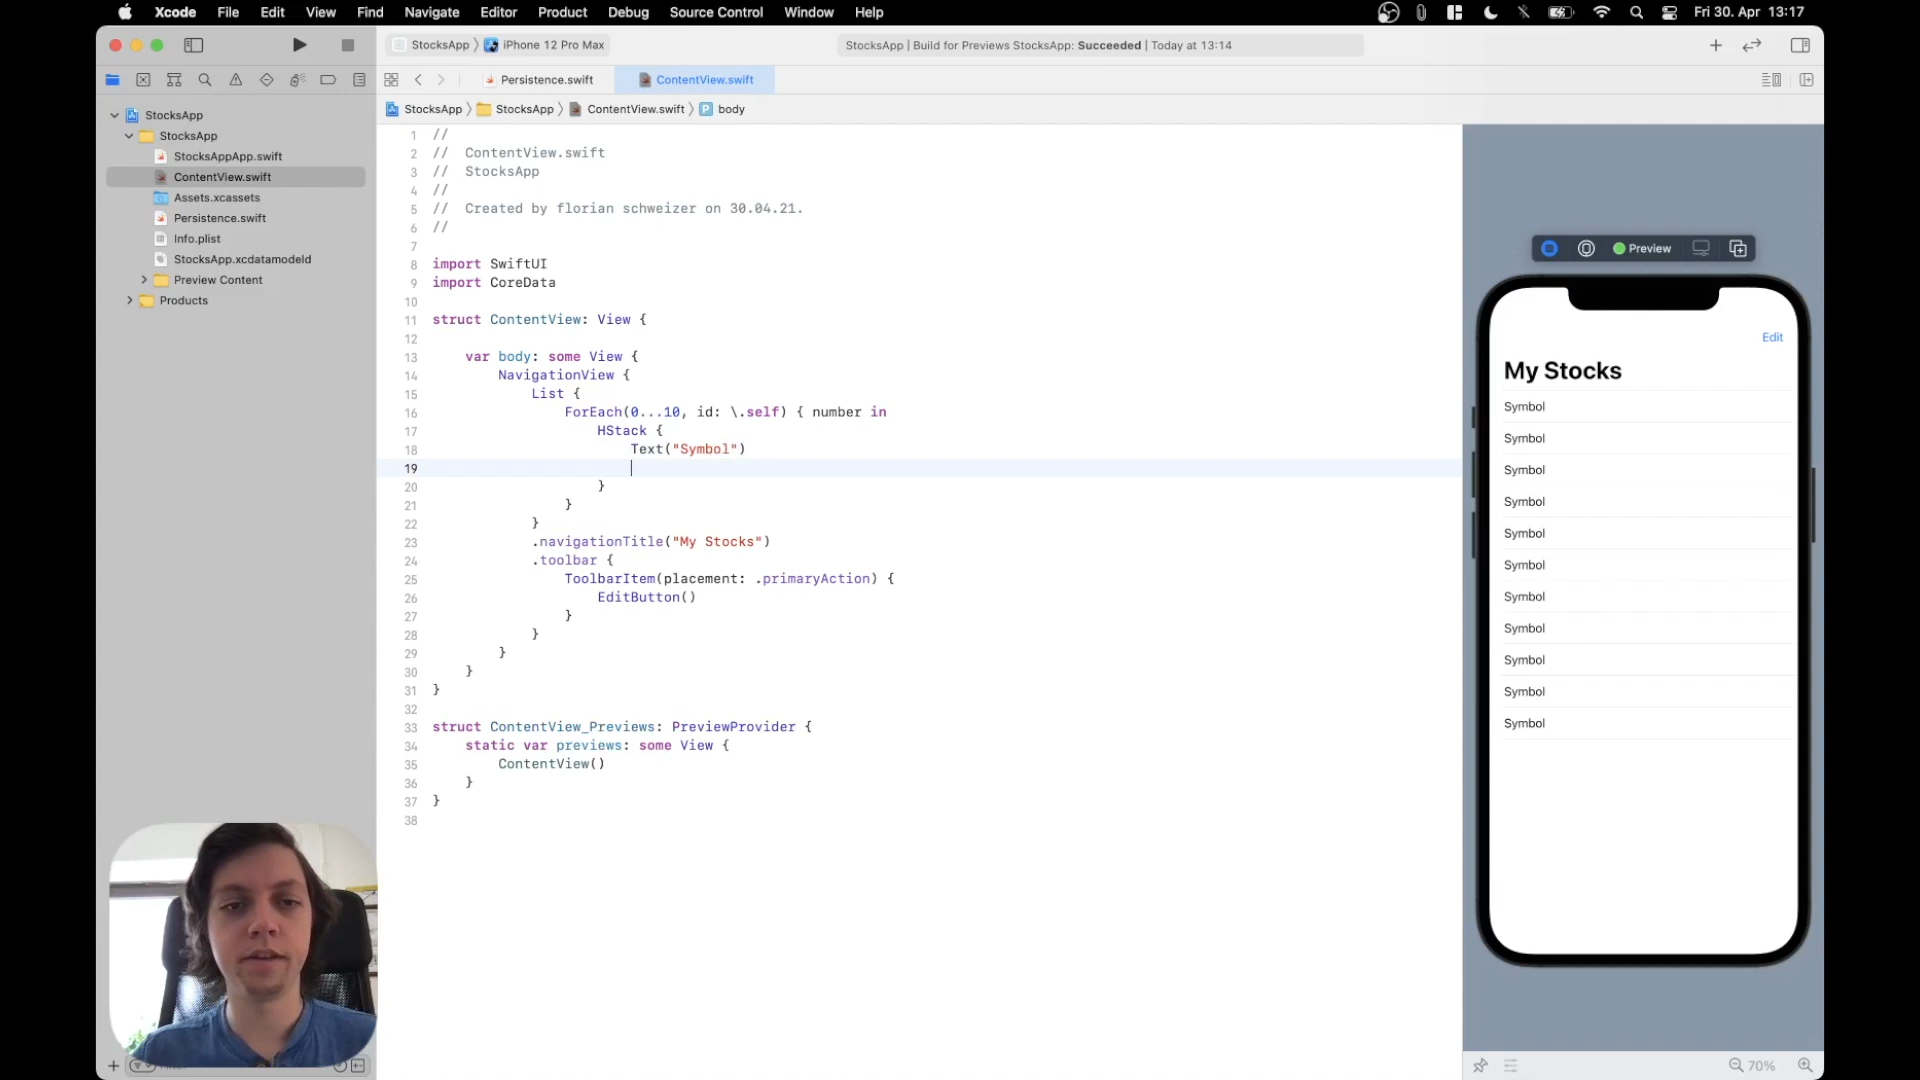 Xcode File Edit View Find Navigate Editor Product Debug Source Control Window Help Fri 30. Apr 13:17
StocksApp iPhone 12 Pro Max StocksApp | Build for Previews StocksApp: Succeeded | Today at 13:14
Persistence.swift ContentView.swift
StocksApp StocksApp ContentView.swift P body
StocksApp
StocksApp
StocksAppApp.swift
ContentView.swift
Assets.xcassets
Persistence.swift
Info.plist
StocksApp.xcdatamodeld
Preview Content
Products
1 //
2 // ContentView.swift
3 // StocksApp
4 //
5 // Created by florian schweizer on 30.04.21.
6 //
7
8 import SwiftUI
9 import CoreData
10
11 struct ContentView: View {
12
13 var body: some View {
14 NavigationView {
15 List {
16 ForEach(0...10, id: \.self) { number in
17 HStack {
18 Text("Symbol")
19
20 }
21 }
22 }
23 .navigationTitle("My Stocks")
24 .toolbar {
25 ToolbarItem(placement: .primaryAction) {
26 EditButton()
27 }
28 }
29 }
30 }
31 }
32
33 struct ContentView_Previews: PreviewProvider {
34 static var previews: some View {
35 ContentView()
36 }
37 }
38
Preview
Edit
My Stocks
Symbol
Symbol
Symbol
Symbol
Symbol
Symbol
Symbol
Symbol
Symbol
Symbol
Symbol
70%